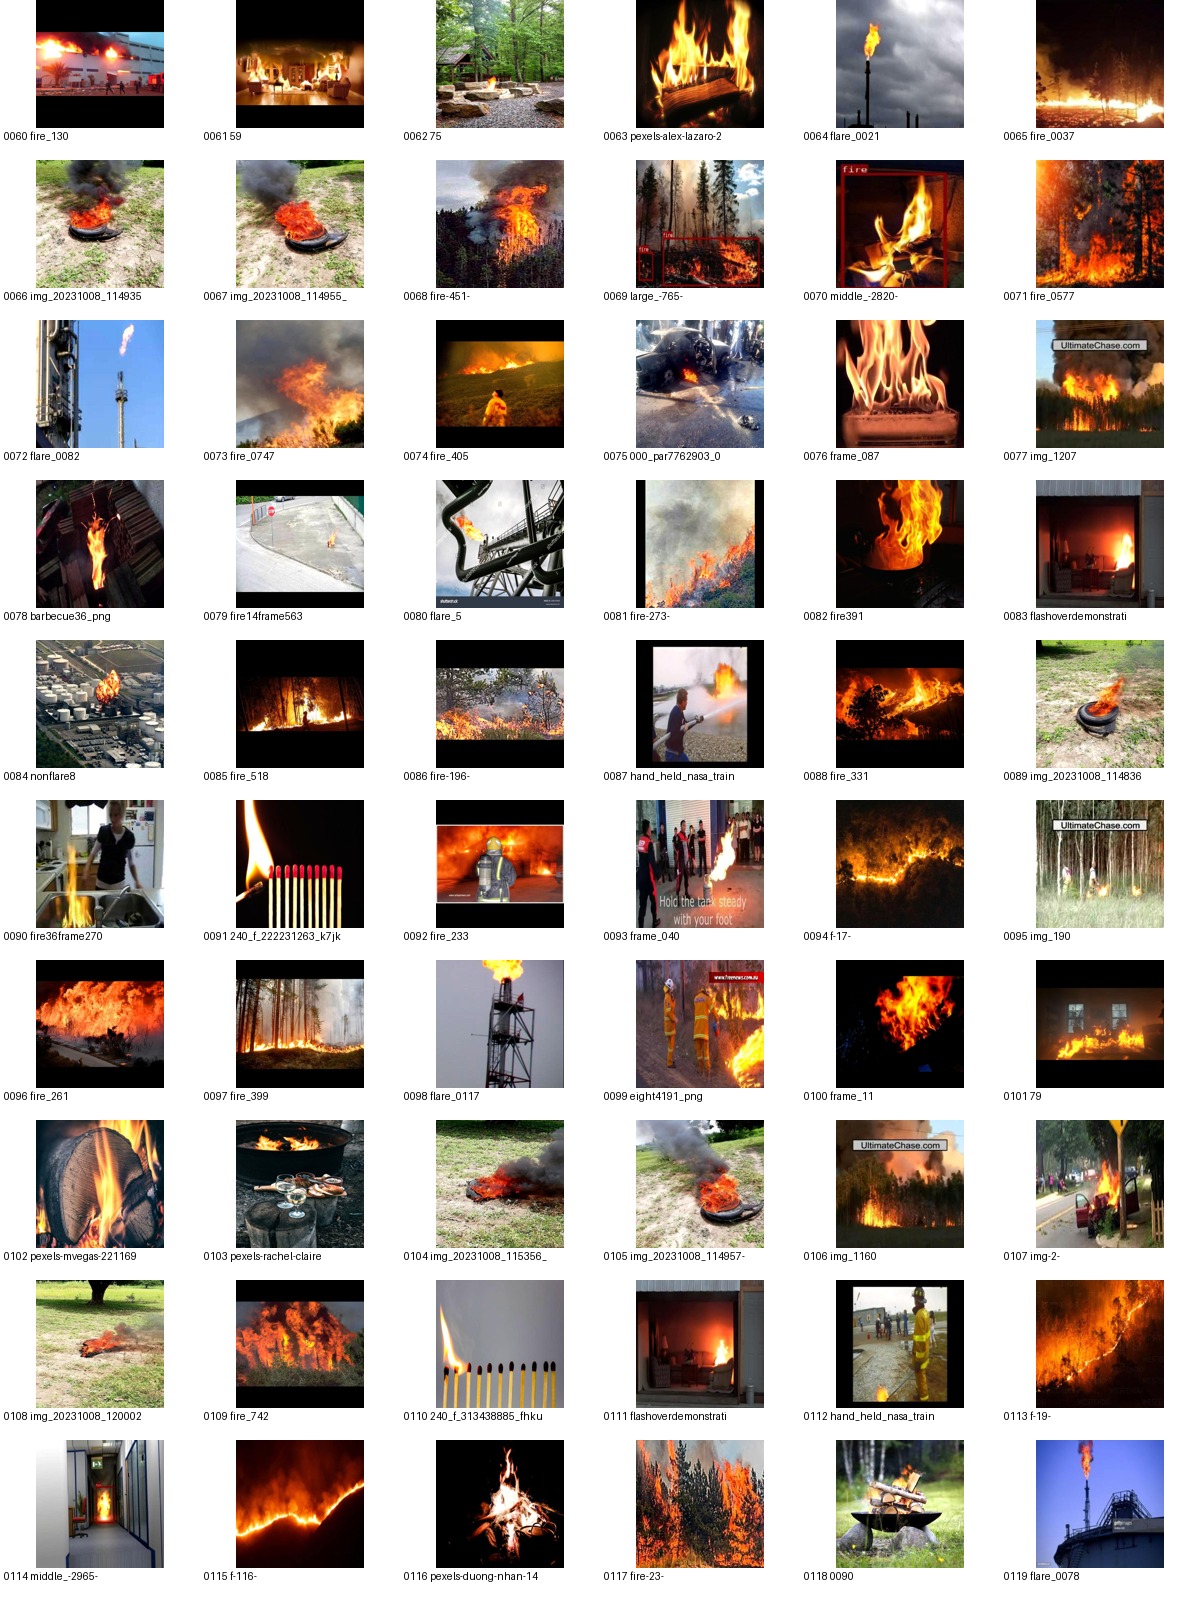 0060 fire_130
0061 59
0062 75
0063 pexels-alex-lazaro-2
0064 flare_0021
0065 fire_0037
fire
fire
fire
0066 img_20231008_114935
0067 img_20231008_114955_
0068 fire-451-
0069 large_-765-
0070 middle_-2820-
0071 fire_0577
UltimateChase.com
0072 flare_0082
0073 fire_0747
0074 fire_405
0075 000_par7762903_0
0076 frame_087
0077 img_1207
0078 barbecue36_png
0079 fire14frame563
0080 flare_5
0081 fire-273-
0082 fire391
0083 flashoverdemonstrati
0084 nonflare8
0085 fire_518
0086 fire-196-
0087 hand_held_nasa_train
0088 fire_331
0089 img_20231008_114836
UltimateChase.com
Hold the tank steady
with your foot
0090 fire36frame270
0091 240_f_222231263_k7jk
0092 fire_233
0093 frame_040
0094 f-17-
0095 img_190
www.firenews.com.au
0096 fire_261
0097 fire_399
0098 flare_0117
0099 eight4191_png
0100 frame_11
0101 79
UltimateChase.com
0102 pexels-mvegas-221169
0103 pexels-rachel-claire
0104 img_20231008_115356_
0105 img_20231008_114957-
0106 img_1160
0107 img-2-
0108 img_20231008_120002
0109 fire_742
0110 240_f_313438885_fhku
0111 flashoverdemonstrati
0112 hand_held_nasa_train
0113 f-19-
0114 middle_-2965-
0115 f-116-
0116 pexels-duong-nhan-14
0117 fire-23-
0118 0090
0119 flare_0078